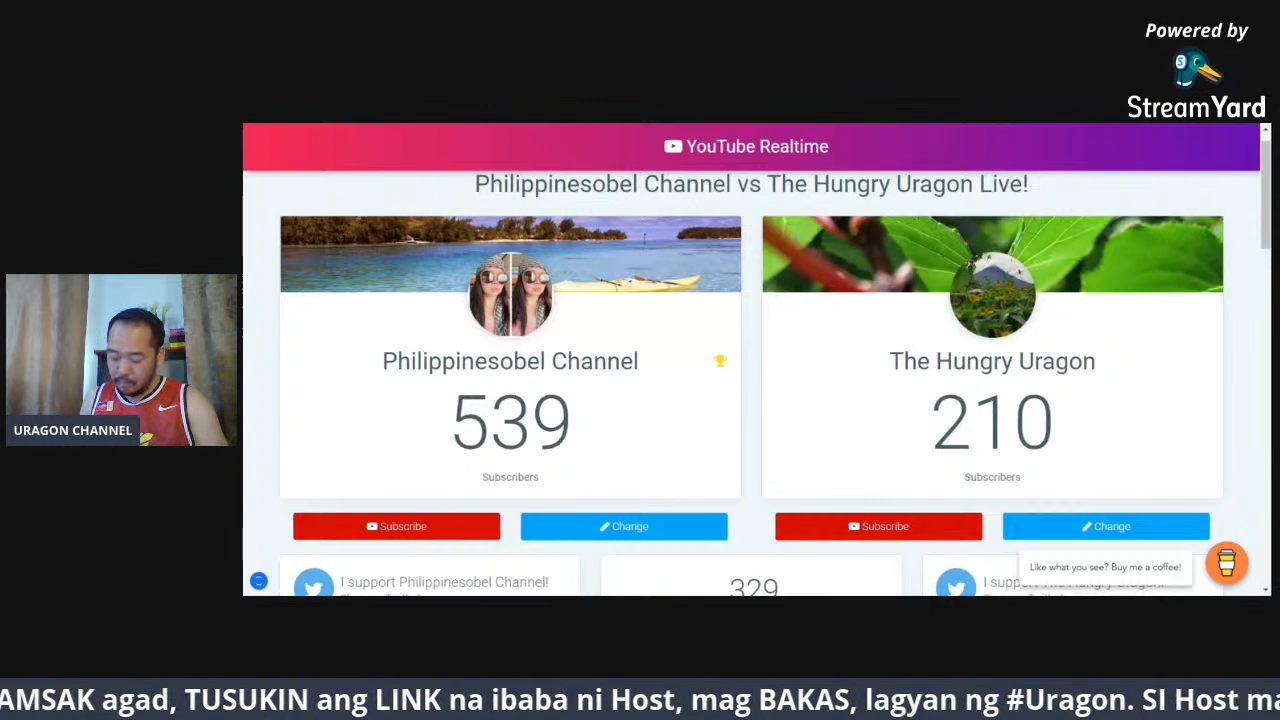 Powered by
StreamYard
YouTube Realtime
Philippinesobel Channel vs The Hungry Uragon Live!
Philippinesobel Channel
539
Subscribers
Subscribe
Change
The Hungry Uragon
210
Subscribers
Subscribe
Change
I support Philippinesobel Channel!
329
I supp
Like what you see? Buy me a coffee!
URAGON CHANNEL
AMSAK agad, TUSUKIN ang LINK na ibaba ni Host, mag BAKAS, lagyan ng #Uragon. SI Host ma